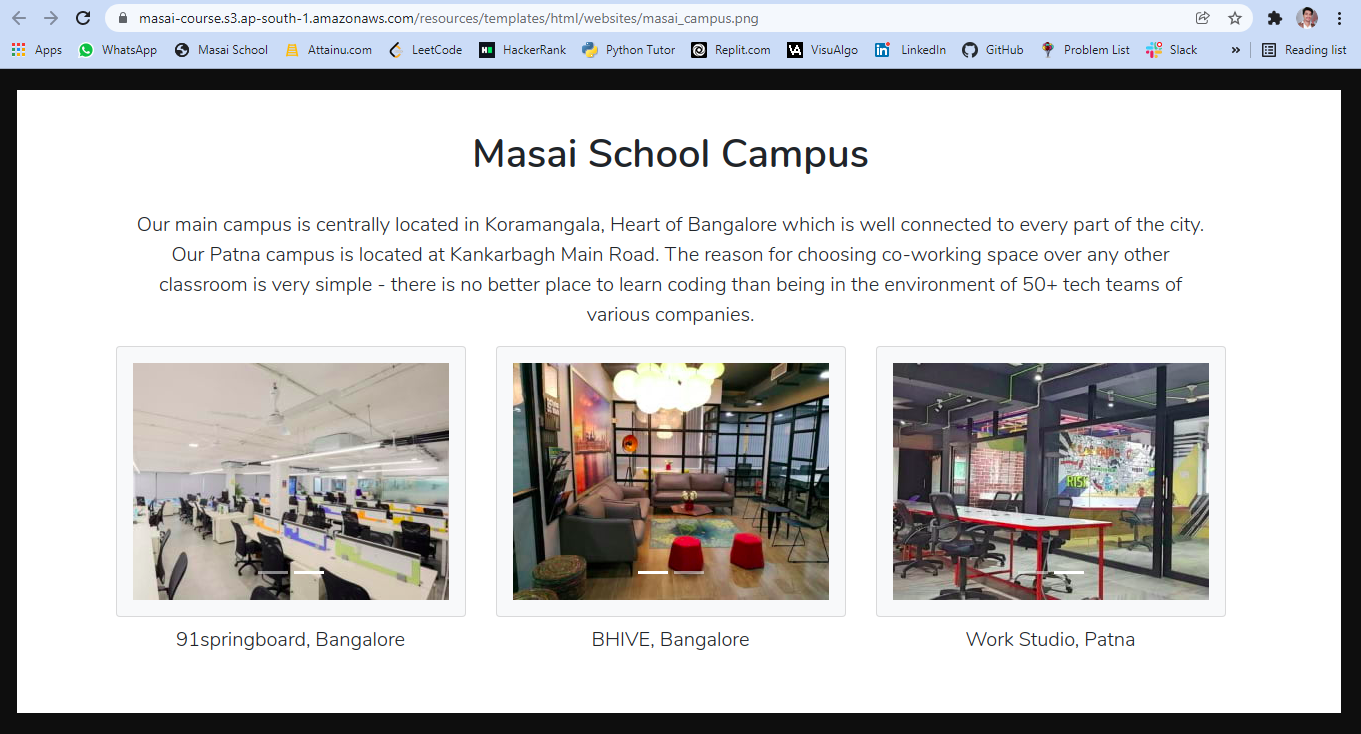 masai-course.s3.ap-south-1.amazonaws.com/resources/templates/html/websites/masai_campus.png
Apps WhatsApp Masai School Attainu.com LeetCode HackerRank Python Tutor Replit.com VisuAlgo LinkedIn GitHub Problem List Slack » Reading list
Masai School Campus
Our main campus is centrally located in Koramangala, Heart of Bangalore which is well connected to every part of the city.
Our Patna campus is located at Kankarbagh Main Road. The reason for choosing co-working space over any other
classroom is very simple - there is no better place to learn coding than being in the environment of 50+ tech teams of
various companies.
RISK
91springboard, Bangalore BHIVE, Bangalore Work Studio, Patna